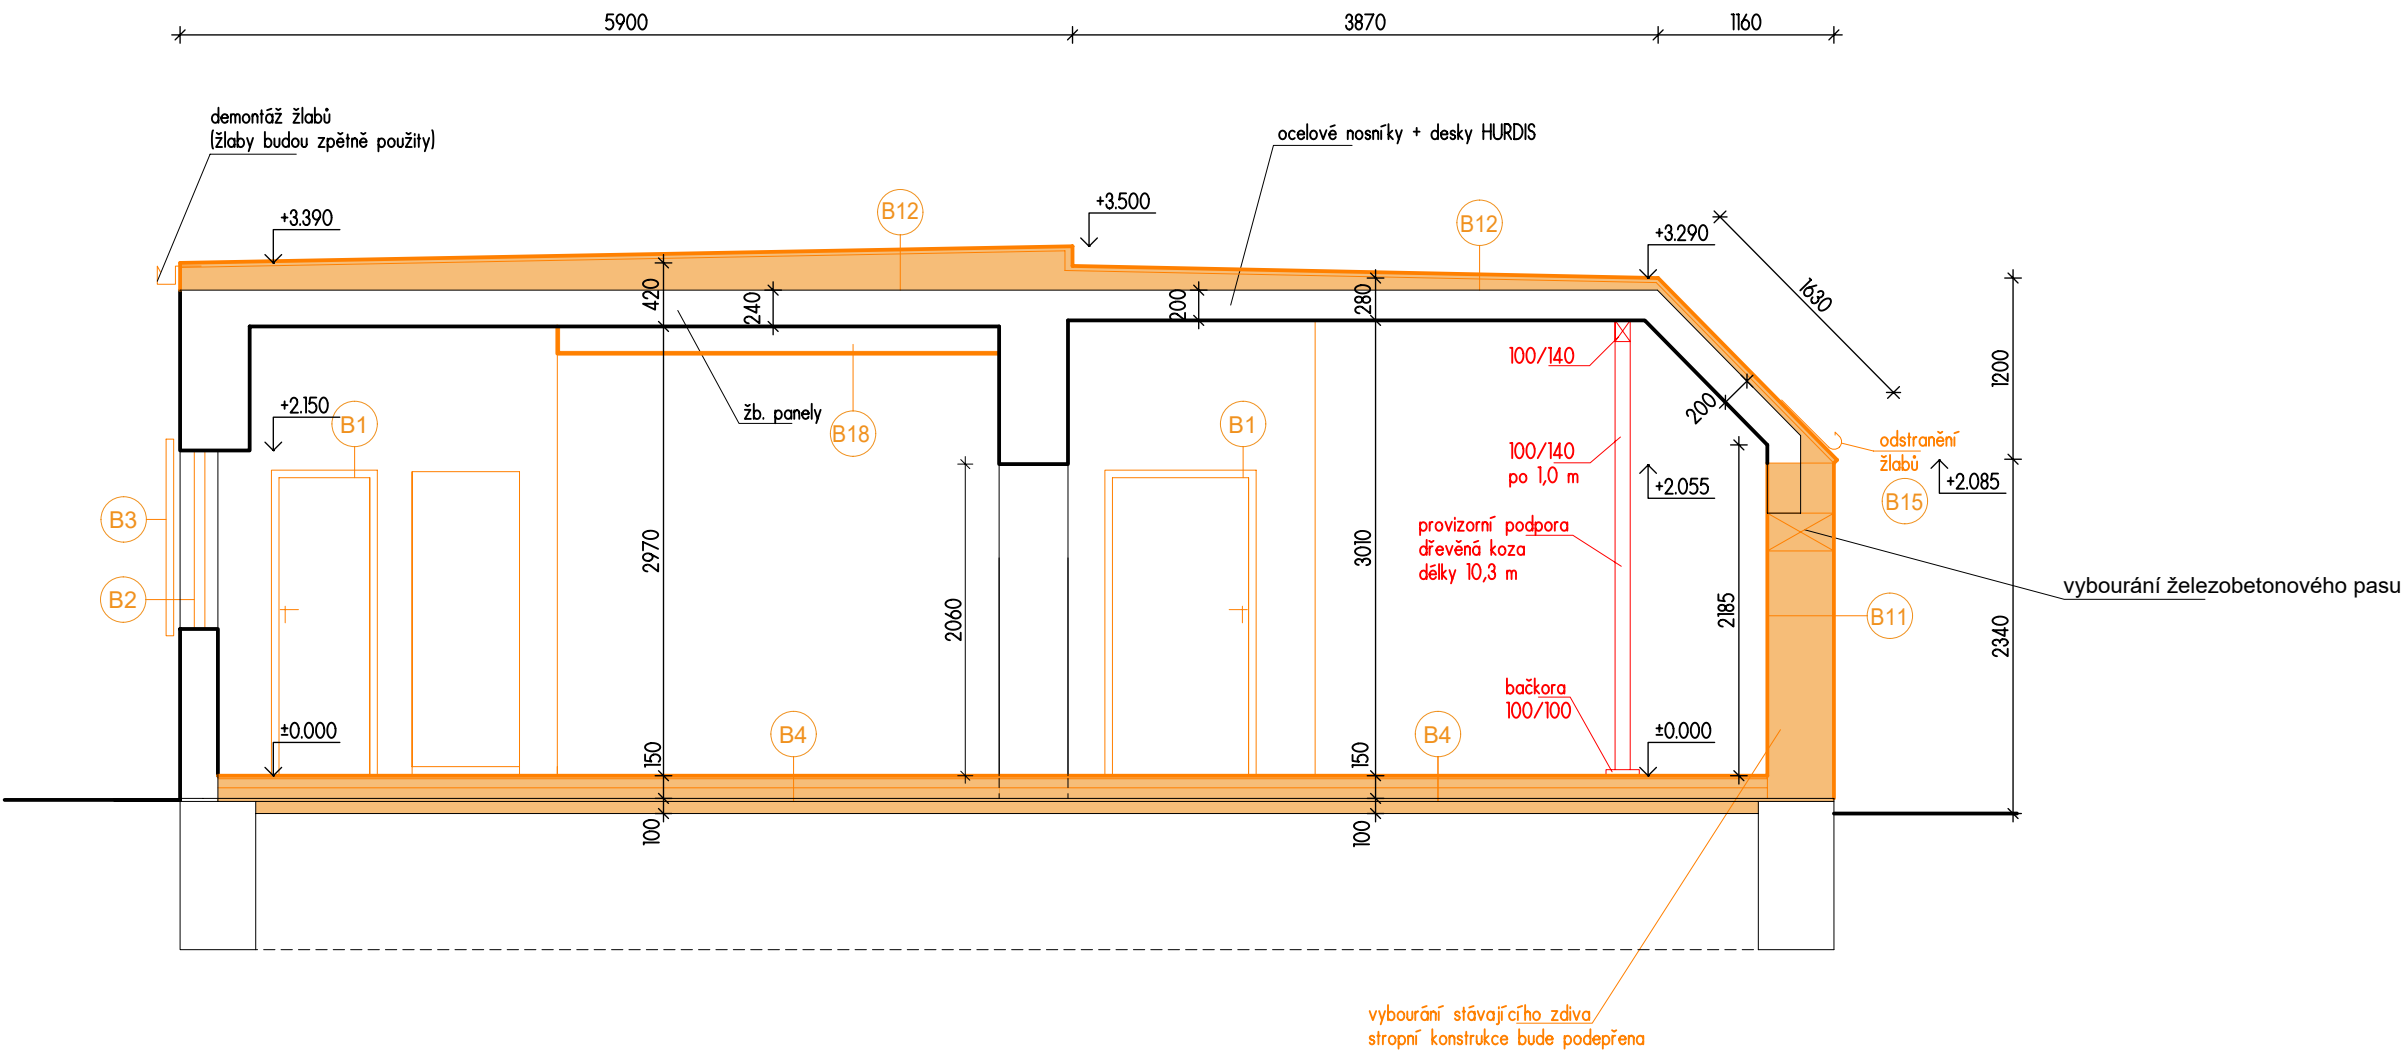 5900
3870
1160
demontáž žlabů
(žlaby budou zpětně použity)
ocelové nosníky + desky HURDIS
+3.390
B12
+3.500
B12
+3.290
1630
420
240
200
280
1200
100/140
200
+2.150
B1
žb. panely
B18
B1
100/140
po 1,0 m
odstranění
žlabů
+2.055
+2.085
B15
B3
provizorní podpora
dřevěná koza
délky 10,3 m
2970
3010
B2
2060
2185
vybourání železobetonového pasu
B11
2340
bačkora
100/100
±0.000
B4
B4
±0.000
150
150
100
100
vybourání stávajícího zdiva
stropní konstrukce bude podepřena